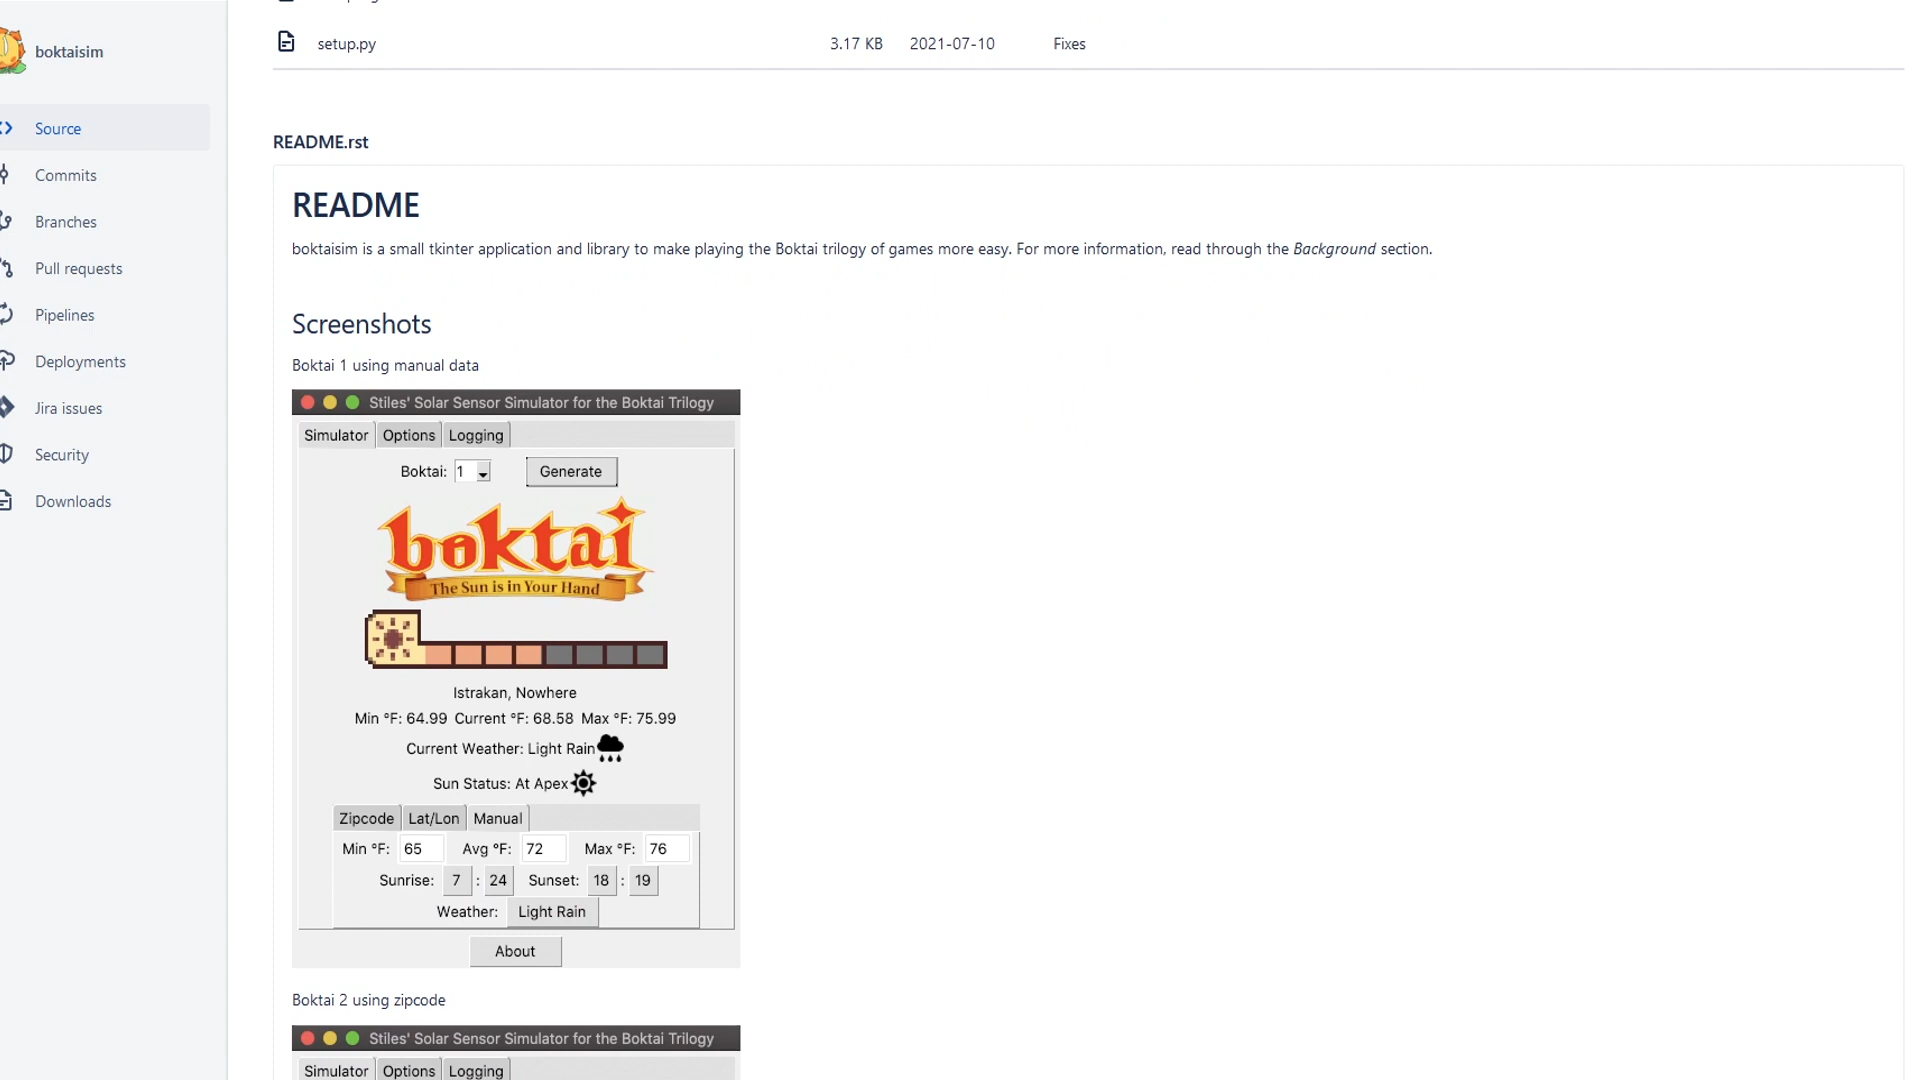 boktaisim
Source
Commits
Branches
Pull requests
Pipelines
Deployments
Jira issues
Security
Downloads
setup.py 3.17 KB 2021-07-10 Fixes
README.rst
README
boktaisim is a small tkinter application and library to make playing the Boktai trilogy of games more easy. For more information, read through the Background section.
Screenshots
Boktai 1 using manual data
Stiles' Solar Sensor Simulator for the Boktai Trilogy
Simulator Options Logging
Boktai: 1 Generate
boktai
The Sun is in Your Hand
Istrakan, Nowhere
Min °F: 64.99 Current °F: 68.58 Max °F: 75.99
Current Weather: Light Rain
Sun Status: At Apex
Zipcode Lat/Lon Manual
Min °F: 65 Avg °F: 72 Max °F: 76
Sunrise: 7 : 24 Sunset: 18 : 19
Weather: Light Rain
About
Boktai 2 using zipcode
Stiles' Solar Sensor Simulator for the Boktai Trilogy
Simulator Options Logging